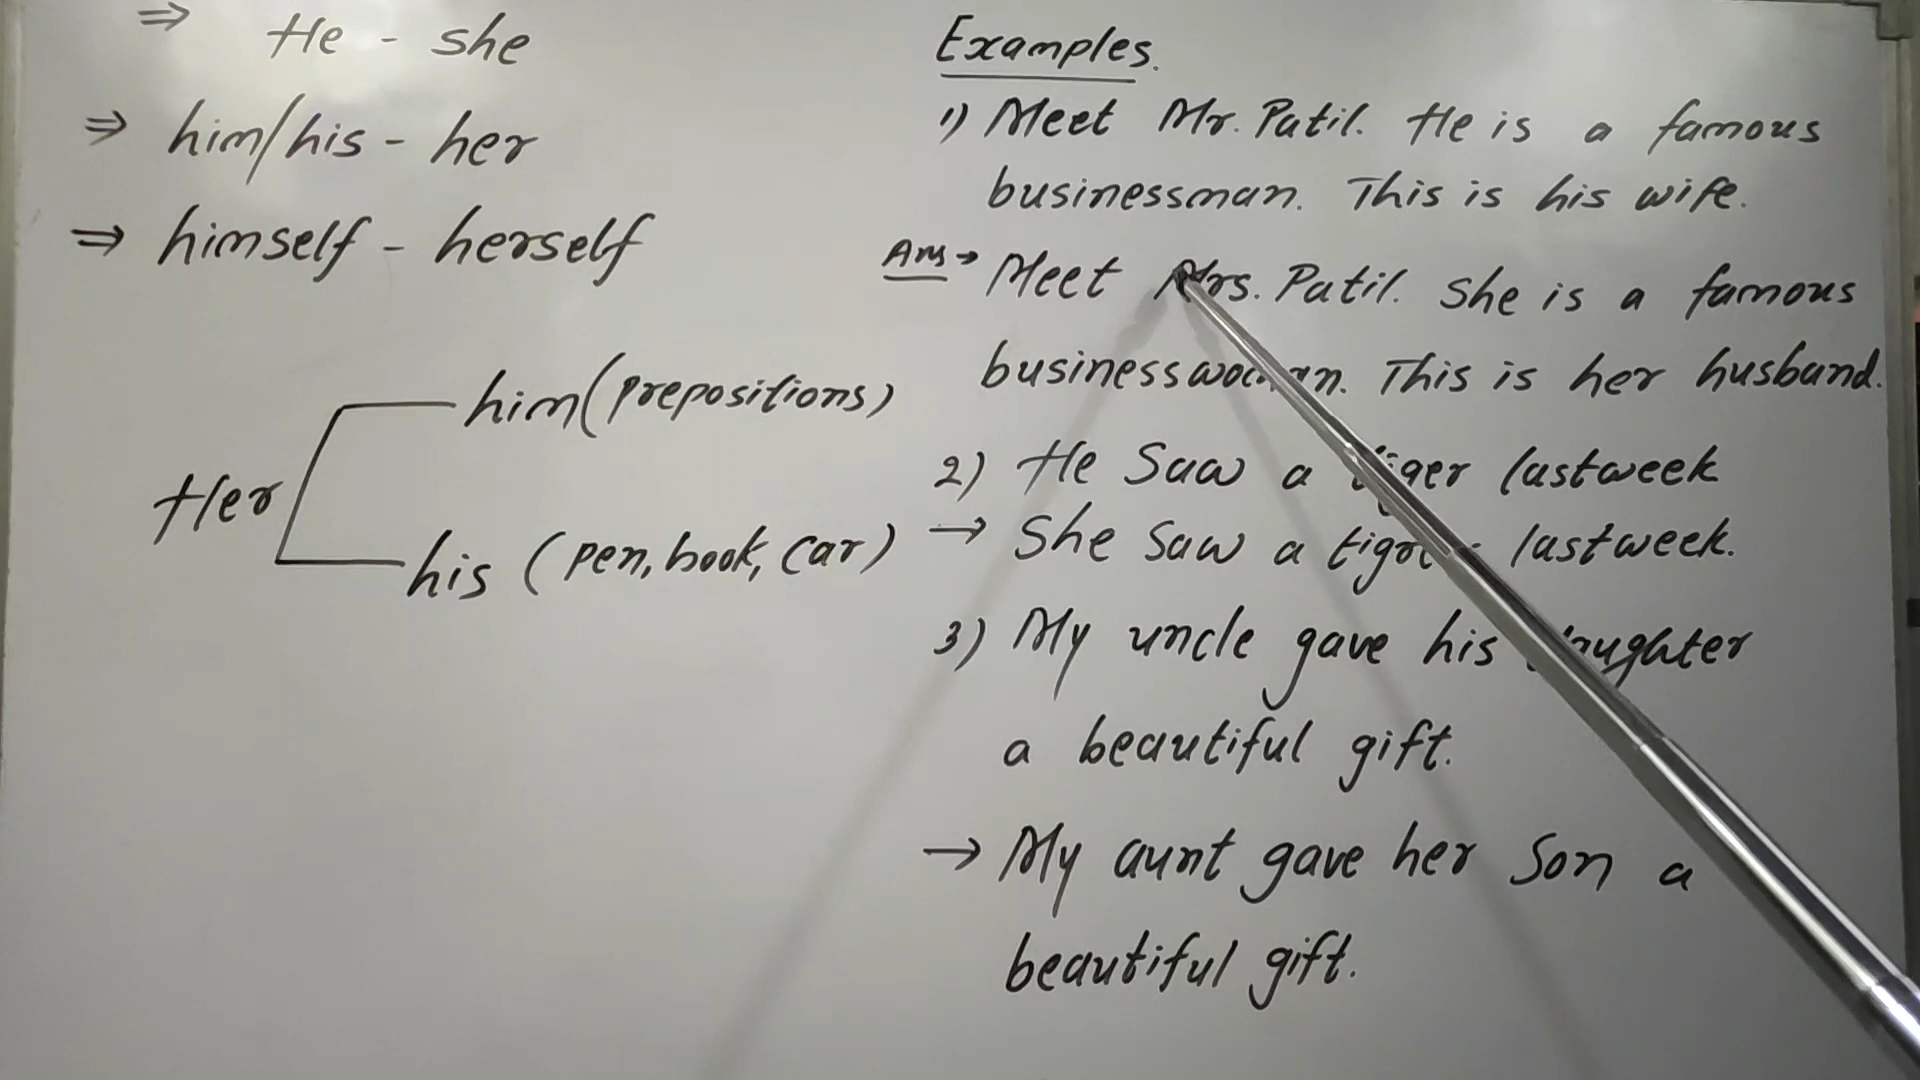 ⇒ He - she
⇒ him/his - her
⇒ himself - herself
him (prepositions)
Her
his (pen, book, car)
Examples.
1) Meet Mr. Patil. He is a famous
businessman. This is his wife.
Ans → Meet Mrs. Patil. She is a famous
businesswoman. This is her husband.
2) He Saw a tiger lastweek
→ She Saw a lastweek.
3) My uncle gave his daughter
a beautiful gift.
→ My aunt gave her Son a
beautiful gift.